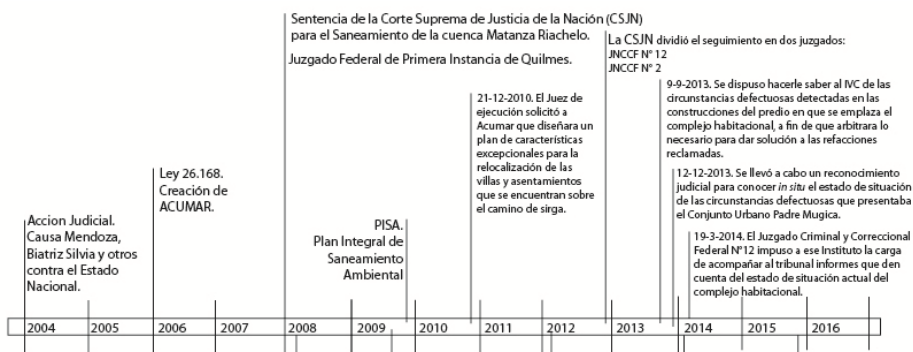 Sentencia de la Corte Suprema de Justicia de la Nación (CSJN)
para el Saneamiento de la cuenca Matanza Riachelo.
Juzgado Federal de Primera Instancia de Quilmes.
La CSJN dividió el seguimiento en dos juzgados:
JNCCF N° 12
JNCCF N° 2
21-12-2010. El Juez de
ejecución solicitó a
Acumar que diseñara un
plan de características
excepcionales para la
relocalización de las
villas y asentamientos
que se encuentran sobre
el camino de sirga.
9-9-2013. Se dispuso hacerle saber al IVC de las
circunstancias defectuosas detectadas en las
construcciones del predio en que se emplaza el
complejo habitacional, a fin de que arbitrara lo
necesario para dar solución a las refacciones
reclamadas.
Ley 26.168.
Creación de
ACUMAR.
12-12-2013. Se llevó a cabo un reconocimiento
judicial para conocer in situ el estado de situación
de las circunstancias defectuosas que presentaba
el Conjunto Urbano Padre Mugica.
Accion Judicial.
Causa Mendoza,
Biatriz Silvia y otros
contra el Estado
Nacional.
PISA.
Plan Integral de
Saneamiento
Ambiental
19-3-2014. El Juzgado Criminal y Correccional
Federal N°12 impuso a ese Instituto la carga
de acompañar al tribunal informes que den
cuenta del estado de situación actual del
complejo habitacional.
2004 2005 2006 2007 2008 2009 2010 2011 2012 2013 2014 2015 2016